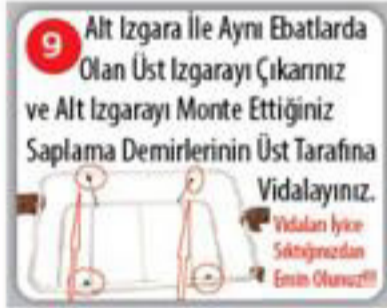 9
Alt Izgara İle Aynı Ebatlarda
Olan Üst Izgarayı Çıkarınız
ve Alt Izgarayı Monte Ettiğiniz
Saplama Demirlerinin Üst Tarafına
Vidalayınız.
Vidaları İyice
Sıktığınızdan
Emin Olunuz!!!